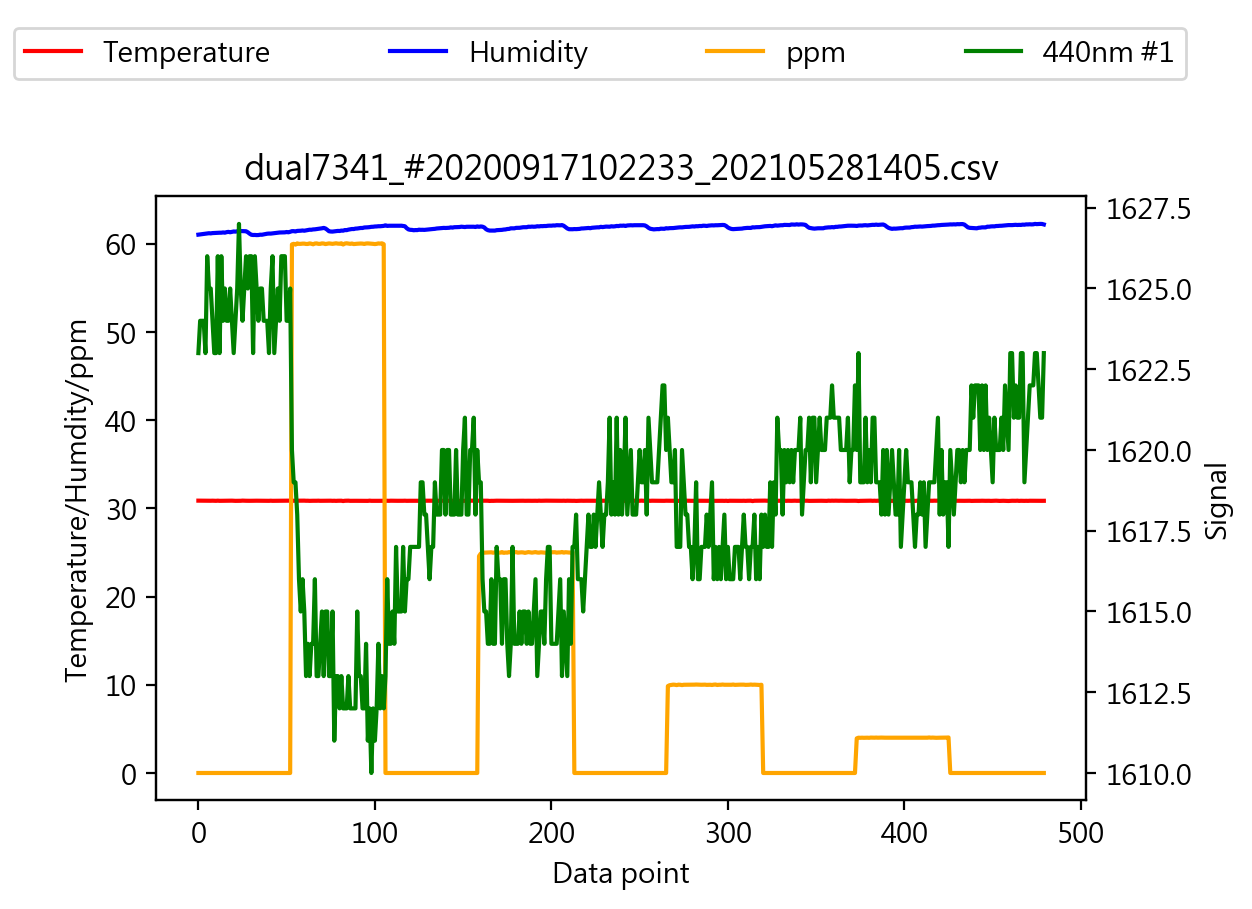 Temperature Humidity ppm 440nm #1
dual7341_#20200917102233_202105281405.csv
Temperature/Humdity/ppm
60
50
40
30
20
10
0
1627.5
1625.0
1622.5
1620.0
1617.5
1615.0
1612.5
1610.0
Signal
0 100 200 300 400 500
Data point